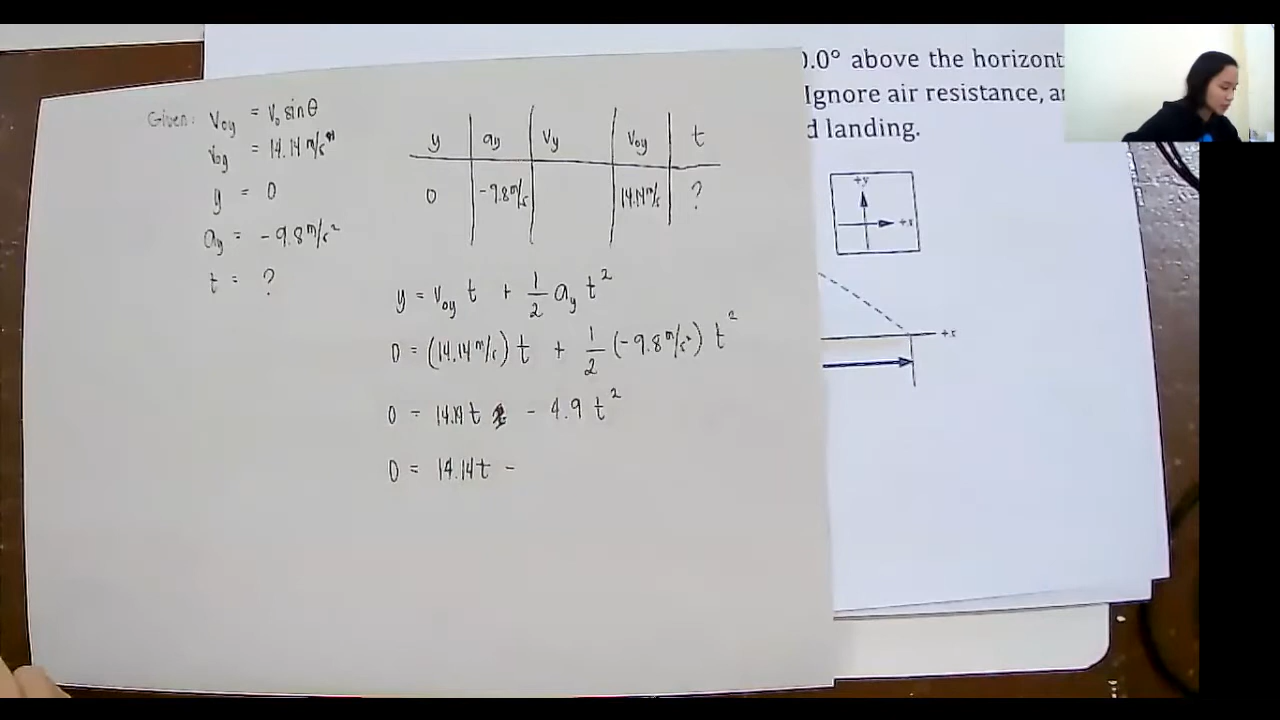 0.0° above the horizont
Ignore air resistance, a
d landing.
Given: Voy = Vo sin θ
Voy = 14.14 m/s
y = 0
ay = -9.8 m/s²
t = ?
y ay Vy Voy t
0 -9.8 m/s 14.14 m/s ?
y = Voy t + 1/2 ay t²
0 = (14.14 m/s) t + 1/2 (-9.8 m/s²) t²
0 = 14.14 t - 4.9 t²
0 = 14.14t -
+y
+x
+x